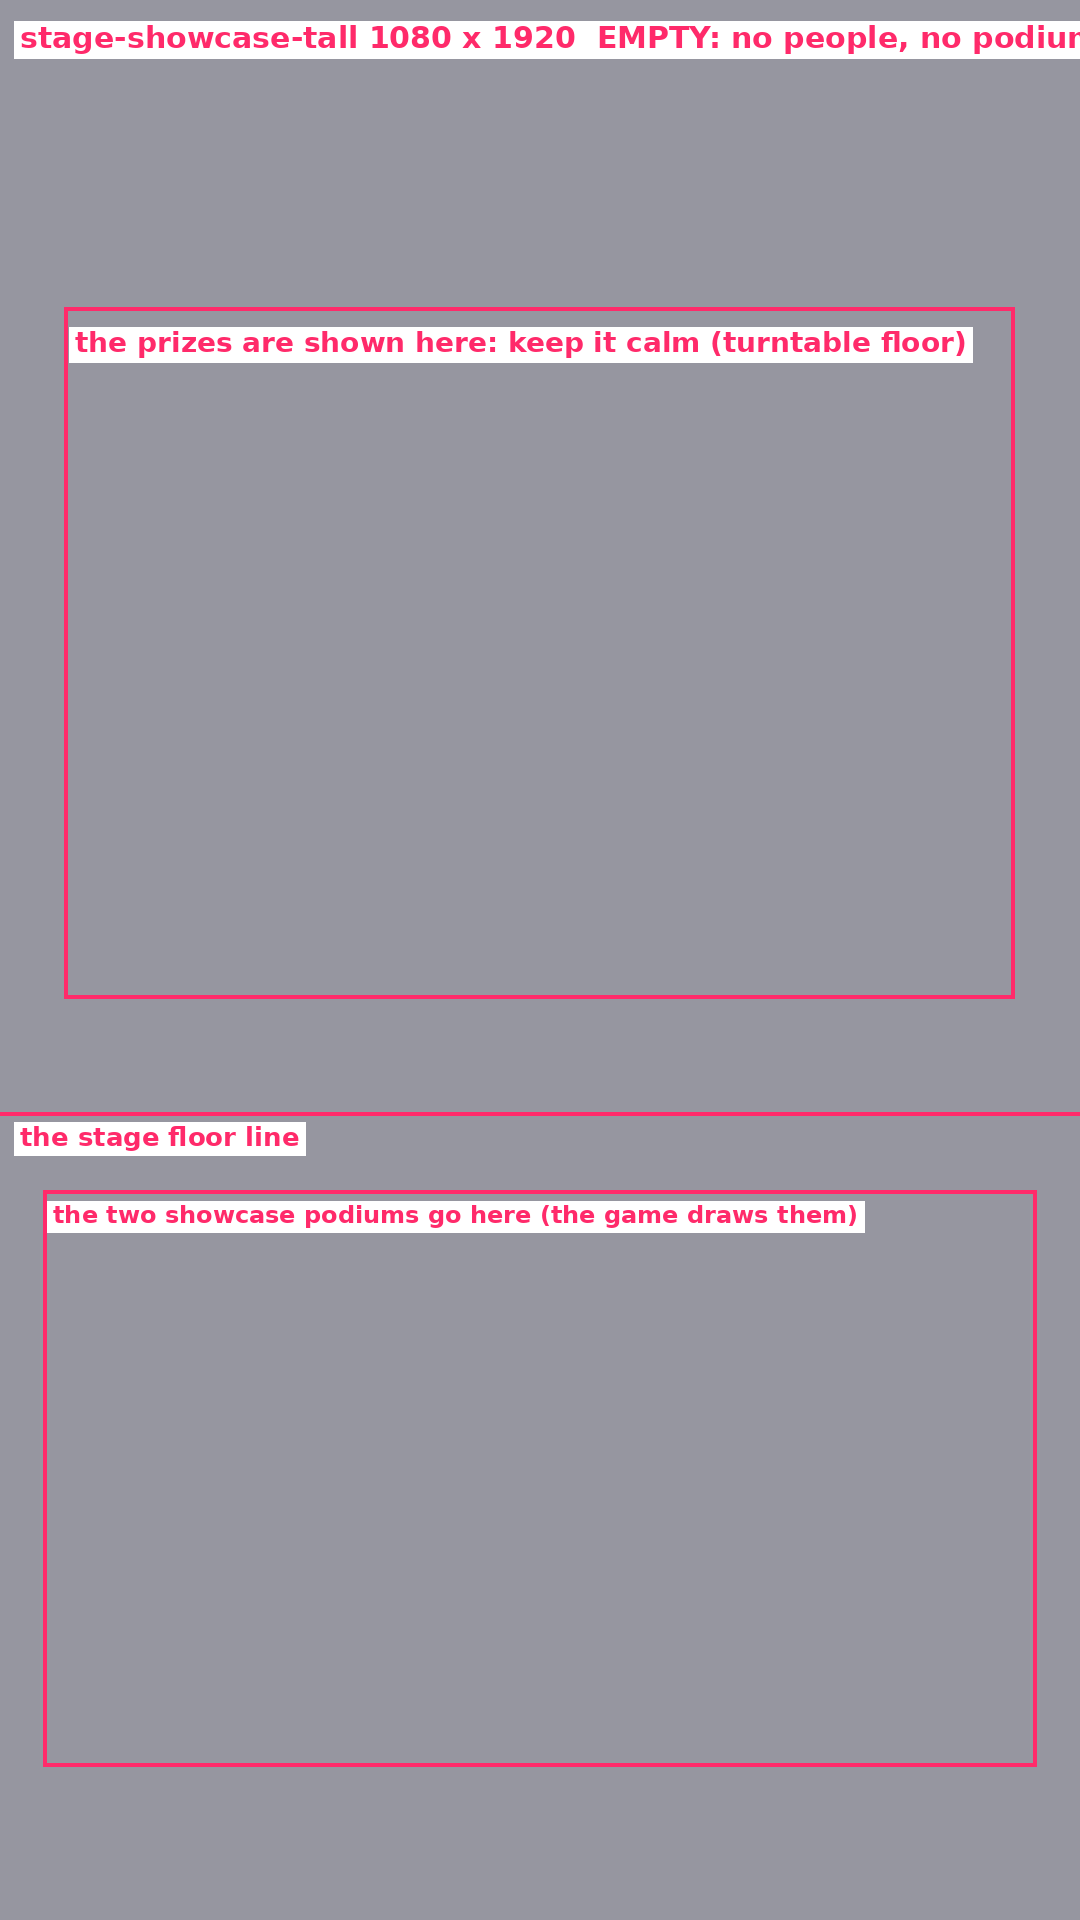 stage-showcase-tall 1080 x 1920 EMPTY: no people, no
the prizes are shown here: keep it calm (turntable floor)
the stage floor line
the two showcase podiums go here (the game draws them)